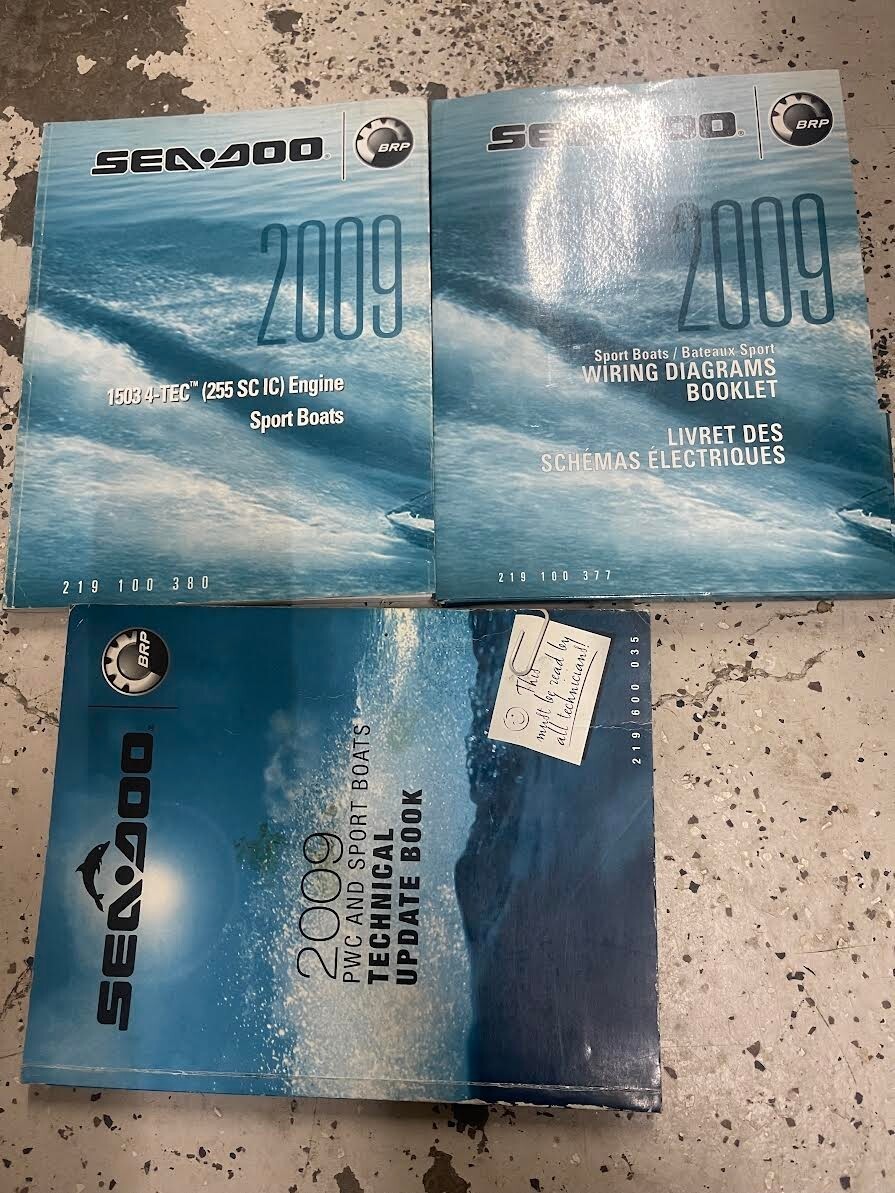 SEA•DOO®
BRP
2009
1503 4-TEC™ (255 SC IC) Engine
Sport Boats
219 100 380
SEA•DOO®
BRP
2009
Sport Boats / Bateaux Sport
WIRING DIAGRAMS
BOOKLET
LIVRET DES
SCHÉMAS ÉLECTRIQUES
219 100 377
BRP
SEA•DOO®
2009
PWC AND SPORT BOATS
TECHNICAL
UPDATE BOOK
This
must by read by
all technicians!
219 600 035